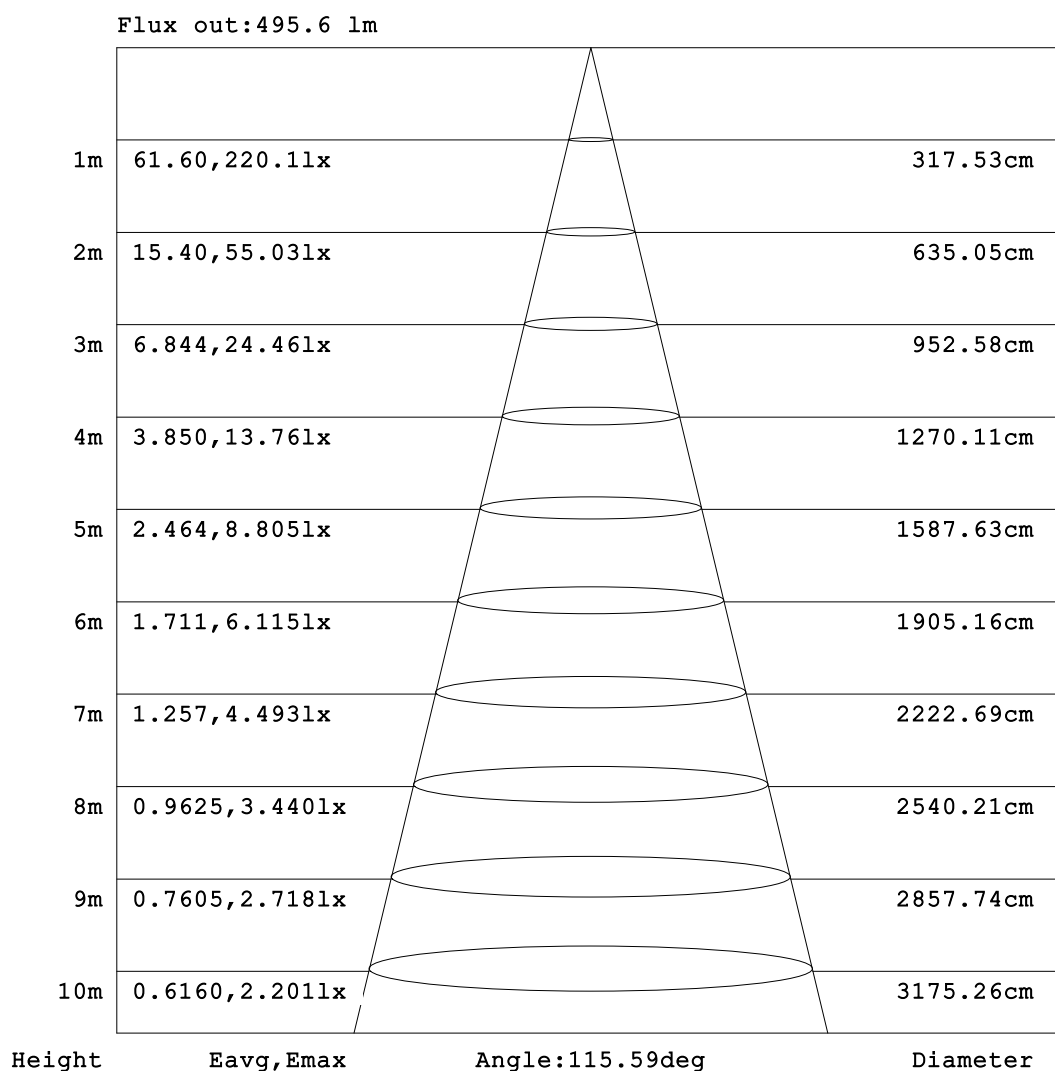 Flux out:495.6 lm
1m 61.60,220.1lx 317.53cm
2m 15.40,55.03lx 635.05cm
3m 6.844,24.46lx 952.58cm
4m 3.850,13.76lx 1270.11cm
5m 2.464,8.805lx 1587.63cm
6m 1.711,6.115lx 1905.16cm
7m 1.257,4.493lx 2222.69cm
8m 0.9625,3.440lx 2540.21cm
9m 0.7605,2.718lx 2857.74cm
10m 0.6160,2.201lx 3175.26cm
Height Eavg,Emax Angle:115.59deg Diameter